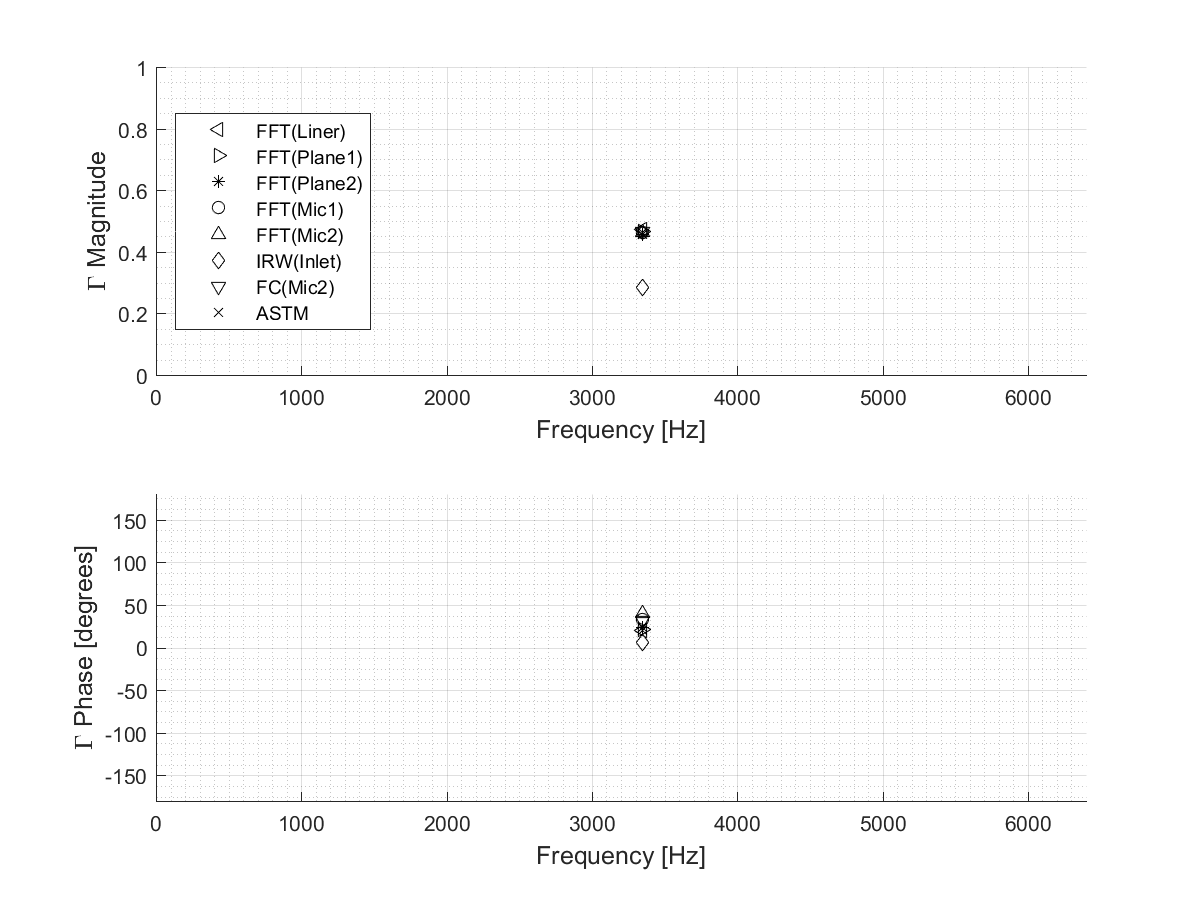 1
0.8
0.6
0.4
0.2
0
Γ Magnitude
FFT(Liner)
FFT(Plane1)
FFT(Plane2)
FFT(Mic1)
FFT(Mic2)
IRW(Inlet)
FC(Mic2)
ASTM
0 1000 2000 3000 4000 5000 6000
Frequency [Hz]
150
100
50
0
-50
-100
-150
Γ Phase [degrees]
0 1000 2000 3000 4000 5000 6000
Frequency [Hz]